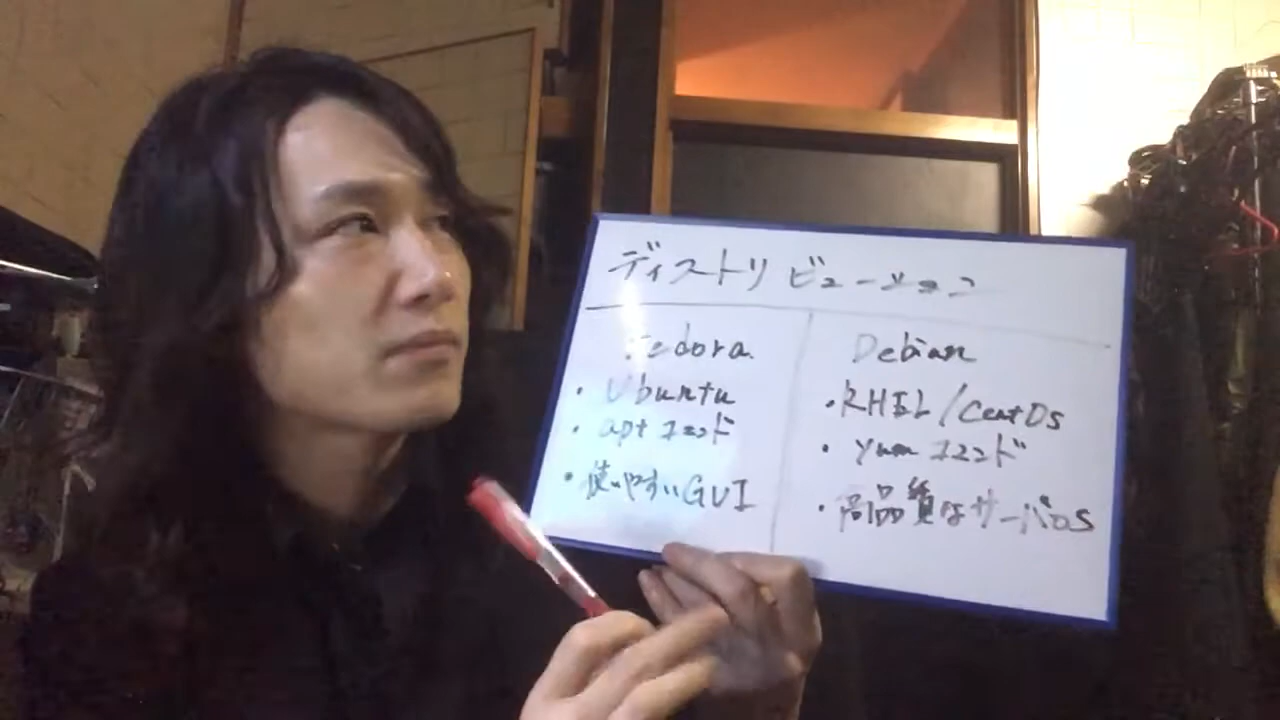 ディストリビューション
Fedora
・Ubuntu
・aptコマンド
・使いやすいGUI
Debian
・RHEL/CentOS
・yumコマンド
・高品質なサーバOS